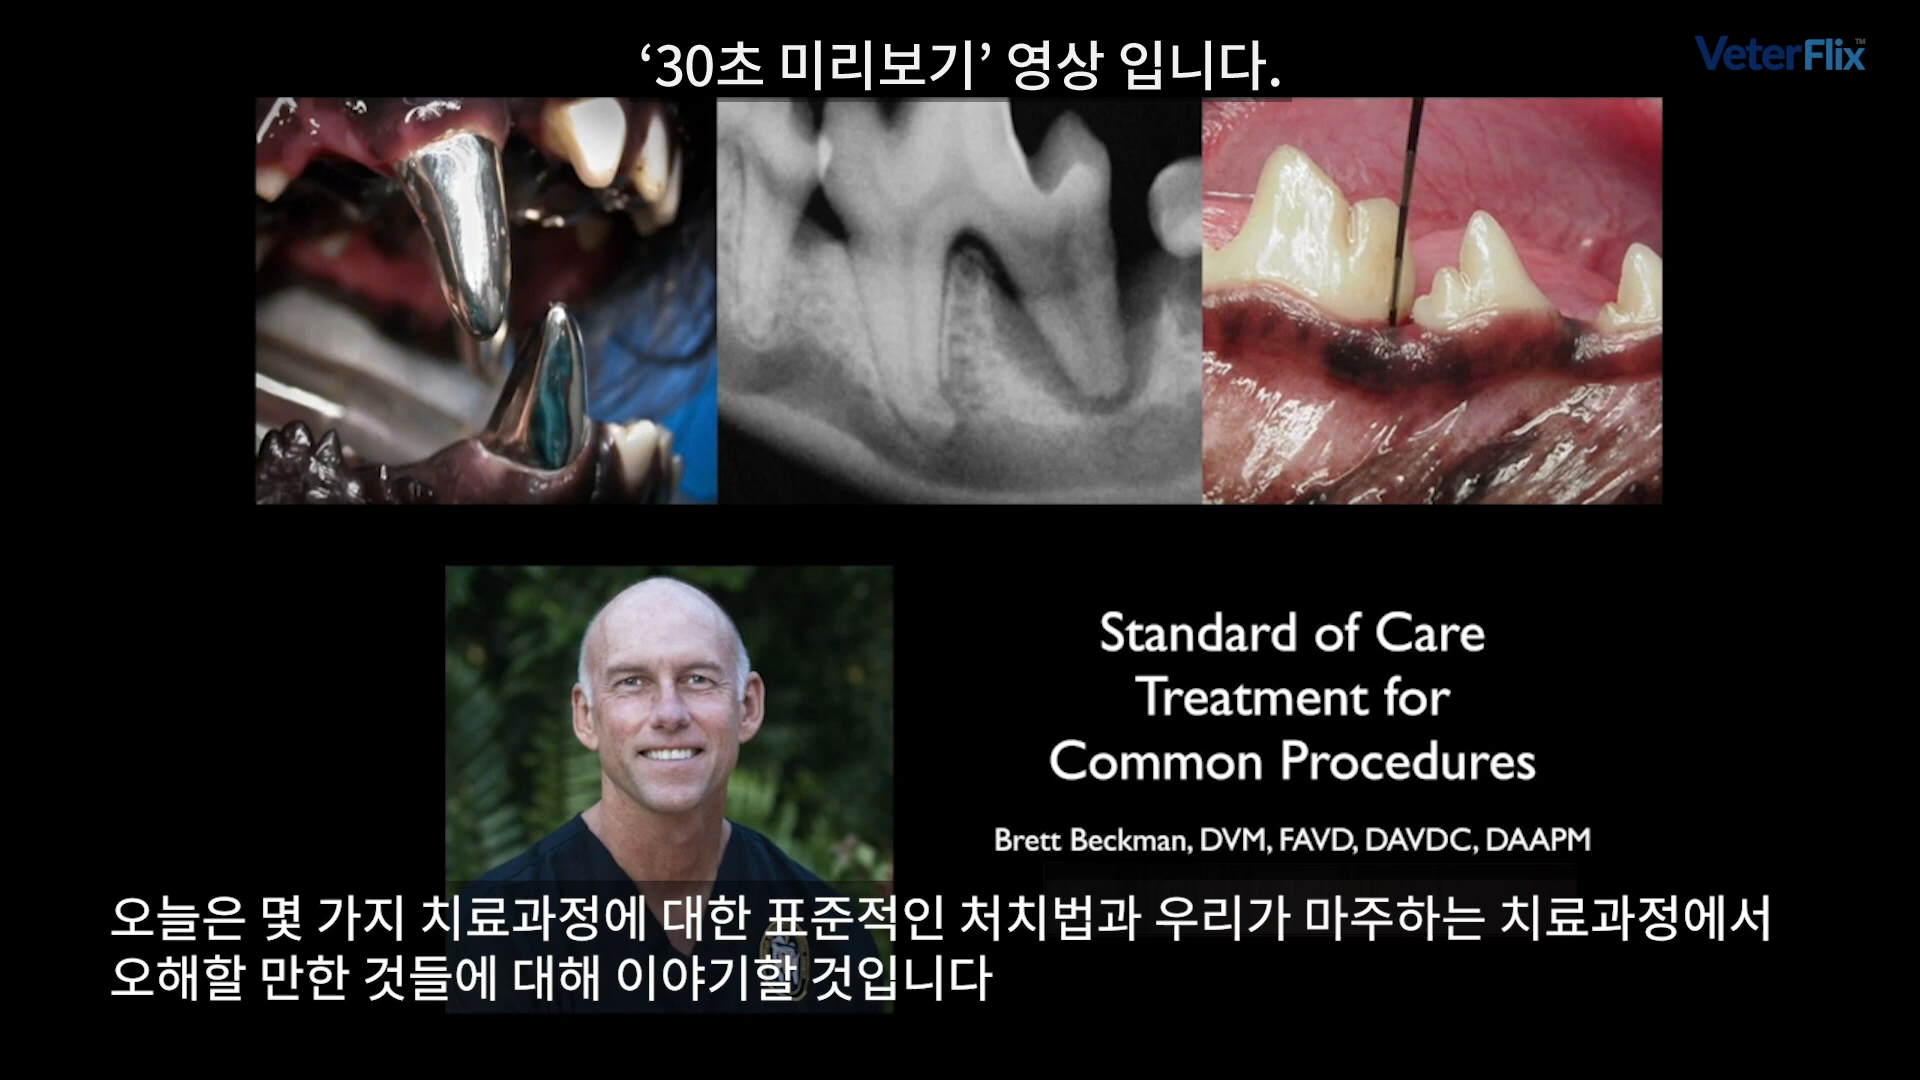 ‘30초 미리보기’ 영상 입니다.
VeterFlix™
Standard of Care
Treatment for
Common Procedures
Brett Beckman, DVM, FAVD, DAVDC, DAAPM
오늘은 몇 가지 치료과정에 대한 표준적인 처치법과 우리가 마주하는 치료과정에서
오해할 만한 것들에 대해 이야기할 것입니다